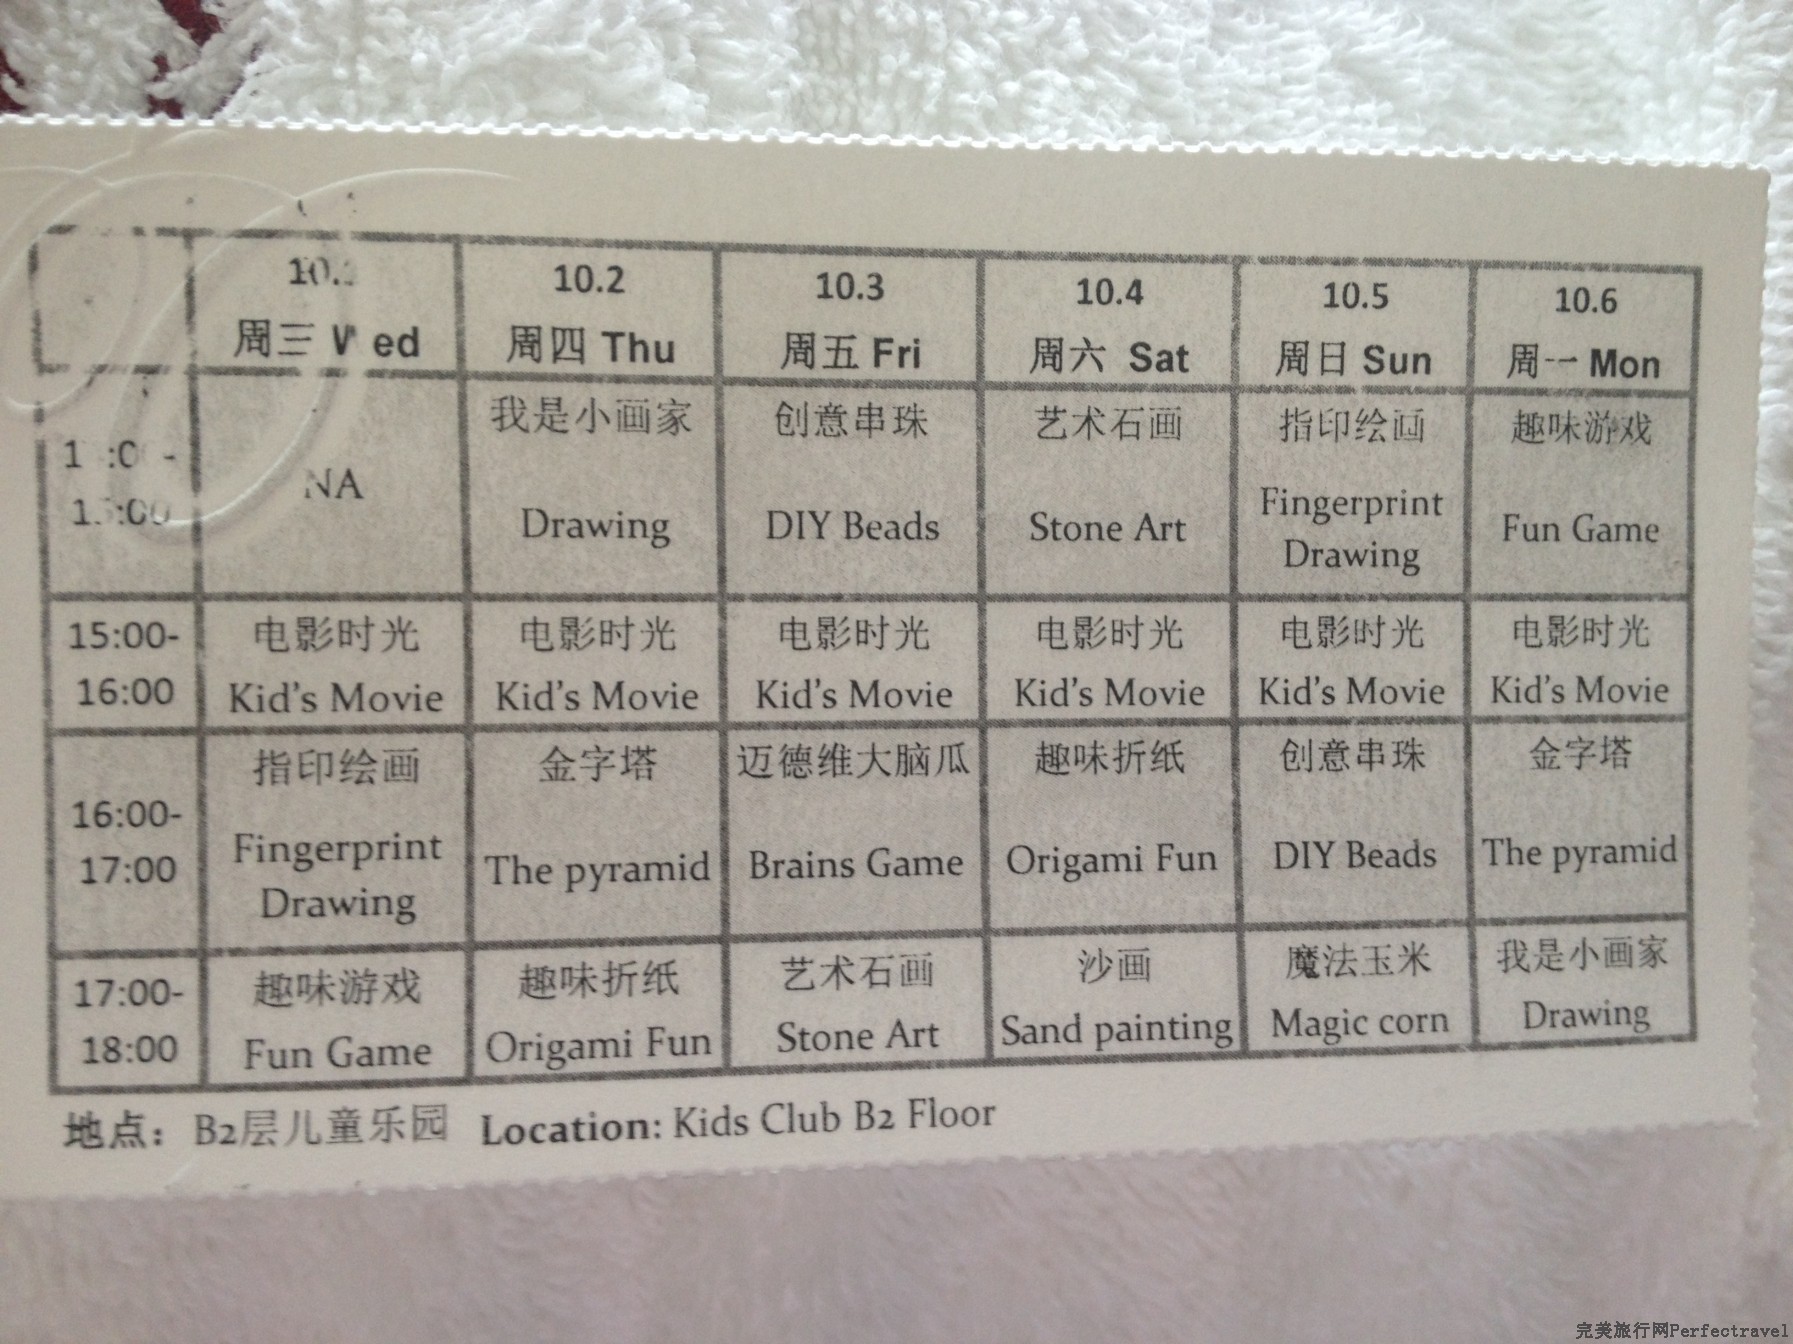 10.2
10.3
10.4
10.5
10.6
周三 Wed
周四 Thu
周五 Fri
周六 Sat
周日 Sun
周一 Mon
NA
我是小画家
Drawing
创意串珠
DIY Beads
艺术石画
Stone Art
指印绘画
Fingerprint
Drawing
趣味游戏
Fun Game
15:00-
16:00
电影时光
Kid's Movie
电影时光
Kid's Movie
电影时光
Kid's Movie
电影时光
Kid's Movie
电影时光
Kid's Movie
电影时光
Kid's Movie
16:00-
17:00
指印绘画
Fingerprint
Drawing
金字塔
The pyramid
迈德维大脑瓜
Brains Game
趣味折纸
Origami Fun
创意串珠
DIY Beads
金字塔
The pyramid
17:00-
18:00
趣味游戏
Fun Game
趣味折纸
Origami Fun
艺术石画
Stone Art
沙画
Sand painting
魔法玉米
Magic corn
我是小画家
Drawing
地点：B2层儿童乐园 Location: Kids Club B2 Floor
完美旅行网Perfectravel